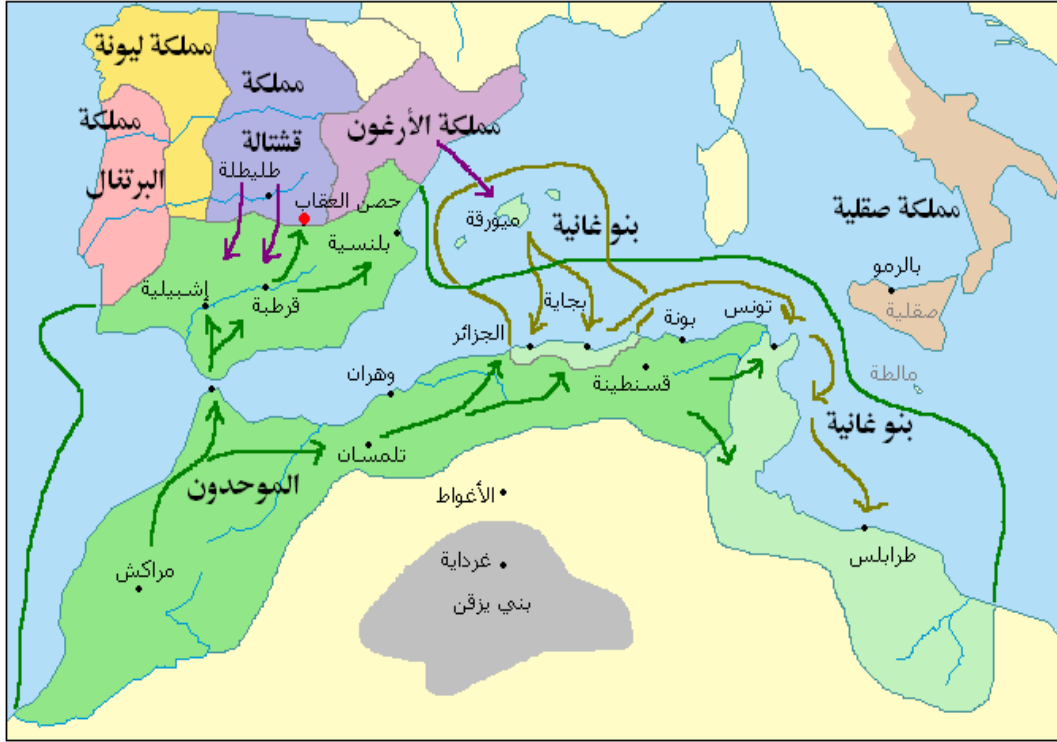 مملكة ليونة
مملكة
قشتالة
مملكة
البرتغال
مملكة الأرغون
طليطلة
حصن العقاب
بلنسية
ميورقة
بنو غانية
مملكة صقلية
بالرمو
صقلية
إشبيلية
قرطبة
بجاية
تونس
الجزائر
بونة
مالطة
وهران
قسنطينة
بنو غانية
تلمسان
الموحدون
الأغواط
طرابلس
مراكش
غرداية
بني يزقن